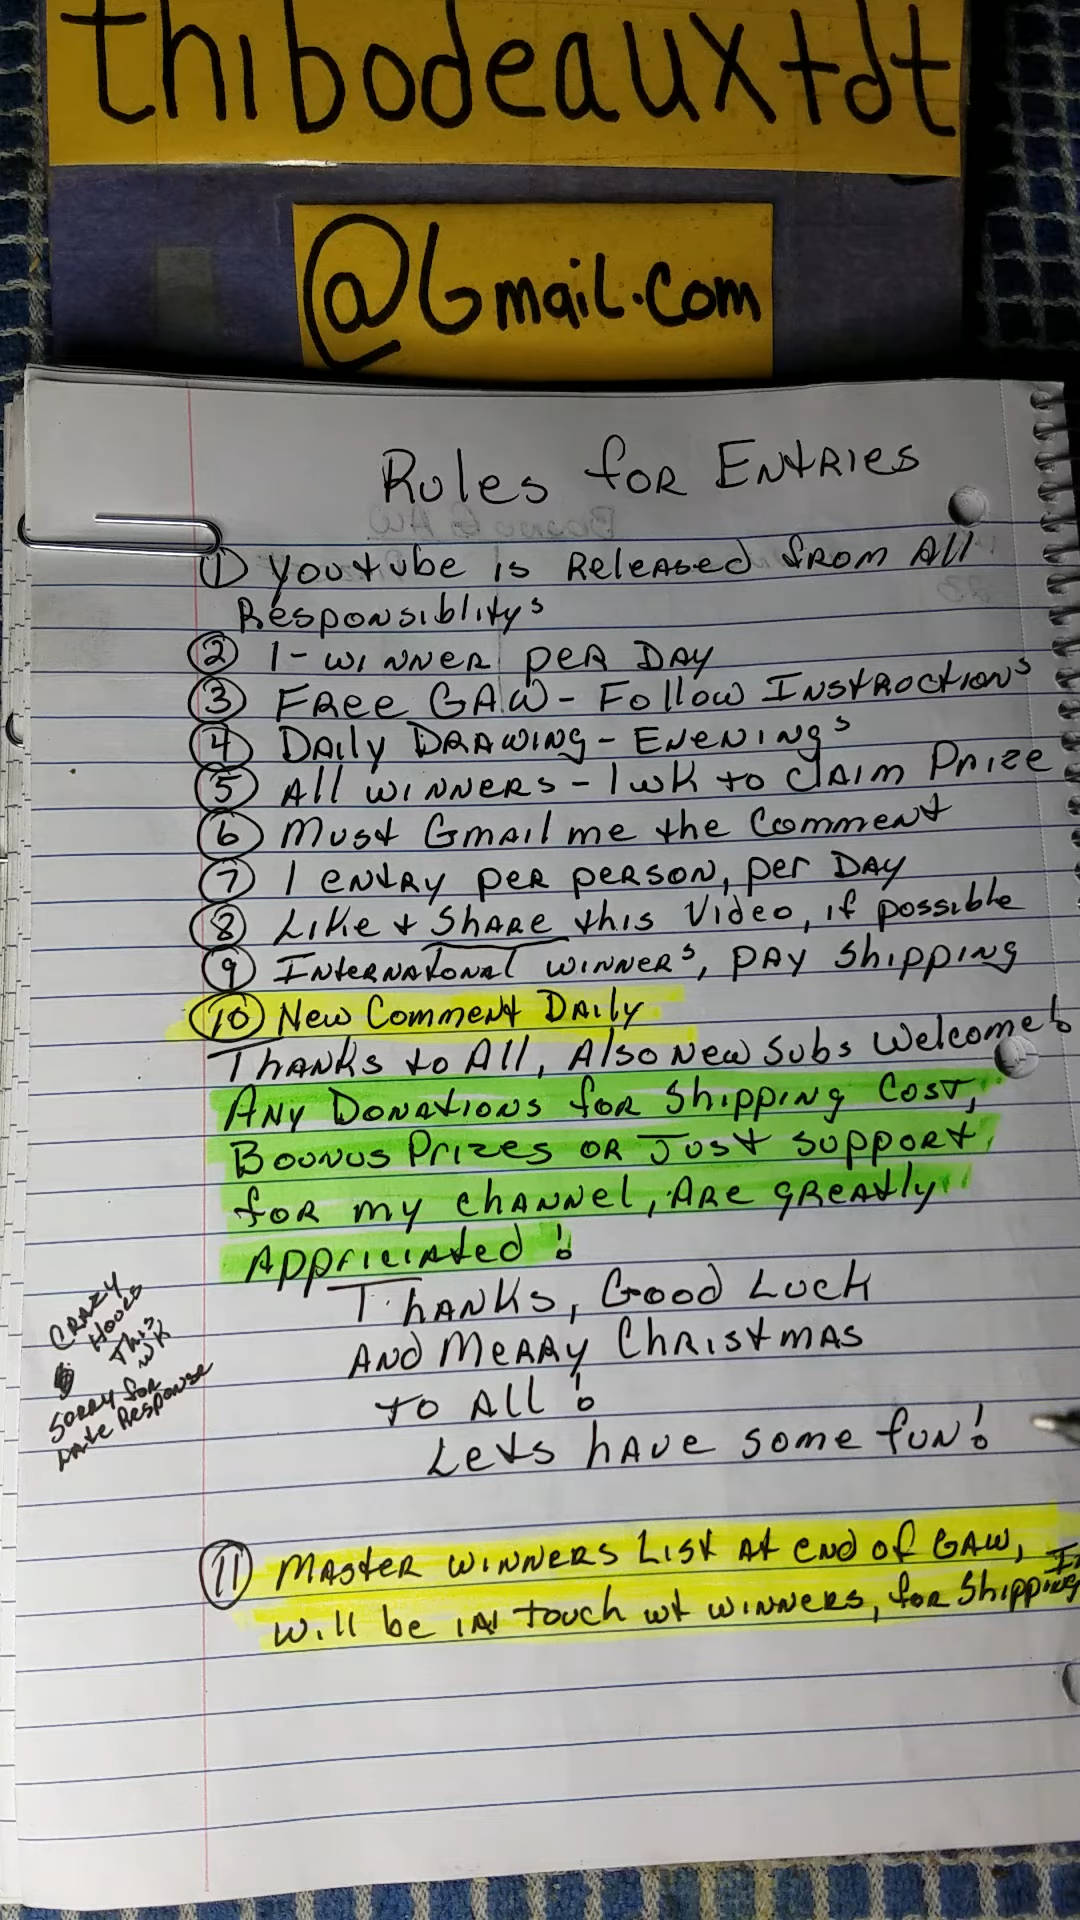 thibodeauxtdt
@Gmail.com
Rules for Entries
① Youtube is Released from All
Responsiblitys
② 1- winner per Day
③ Free GAW - Follow Instructions
④ Daily Drawing - Evenings
⑤ All winners - 1 wk to Claim Prize
⑥ Must Gmail me the Comment
⑦ 1 entry per person, per Day
⑧ Like + Share this Video, if possible
⑨ International winners, pay shipping
⑩ New Comment Daily
Thanks to All, Also New Subs Welcome!
Any Donations for Shipping Cost,
Boonus Prizes or Just support
for my channel, Are greatly
Appriciated!
Thanks, Good Luck
And Merry Christmas
to All!
Lets have some fun!
Crazy
Hours
This
wk
Sorry for
Late Response
⑪ Master winners List At end of GAW, I
will be in touch wt winners, for Shipping